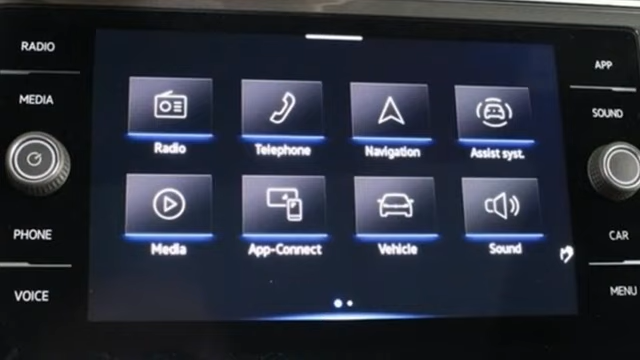 RADIO
MEDIA
PHONE
VOICE
Radio
Telephone
Navigation
Assist syst.
Media
App-Connect
Vehicle
Sound
APP
SOUND
CAR
MENU